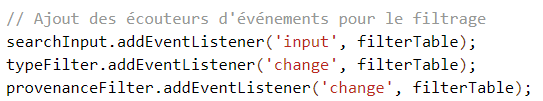 // Ajout des écouteurs d'événements pour le filtrage
searchInput.addEventListener('input', filterTable);
typeFilter.addEventListener('change', filterTable);
provenanceFilter.addEventListener('change', filterTable);